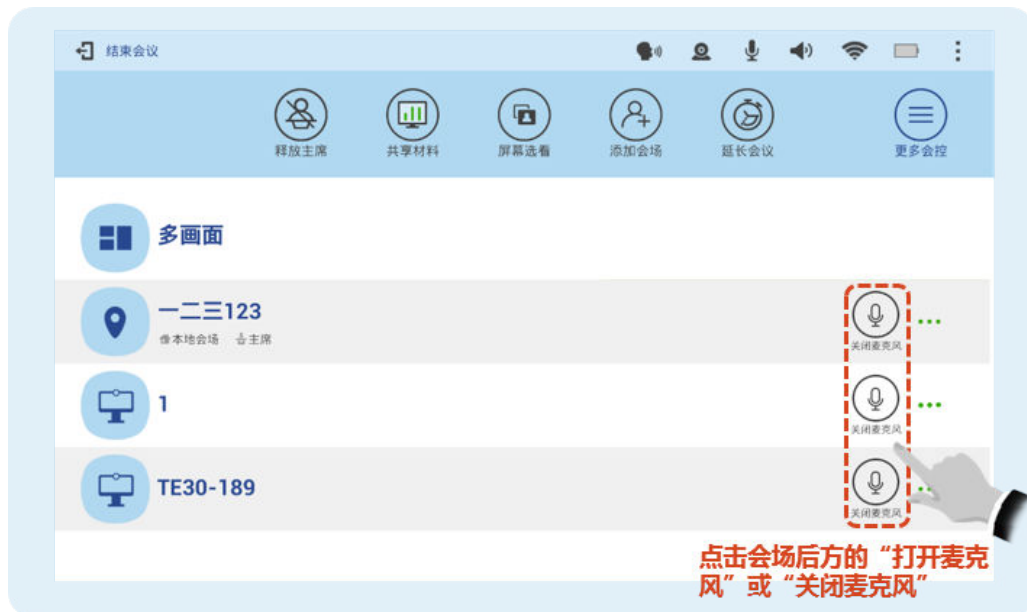 结束会议
释放主席
共享材料
屏幕选看
添加会场
延长会议
更多会控
多画面
一二三123
本地会场 主席
关闭麦克风
1
关闭麦克风
TE30-189
关闭麦克风
点击会场后方的“打开麦克
风”或“关闭麦克风”